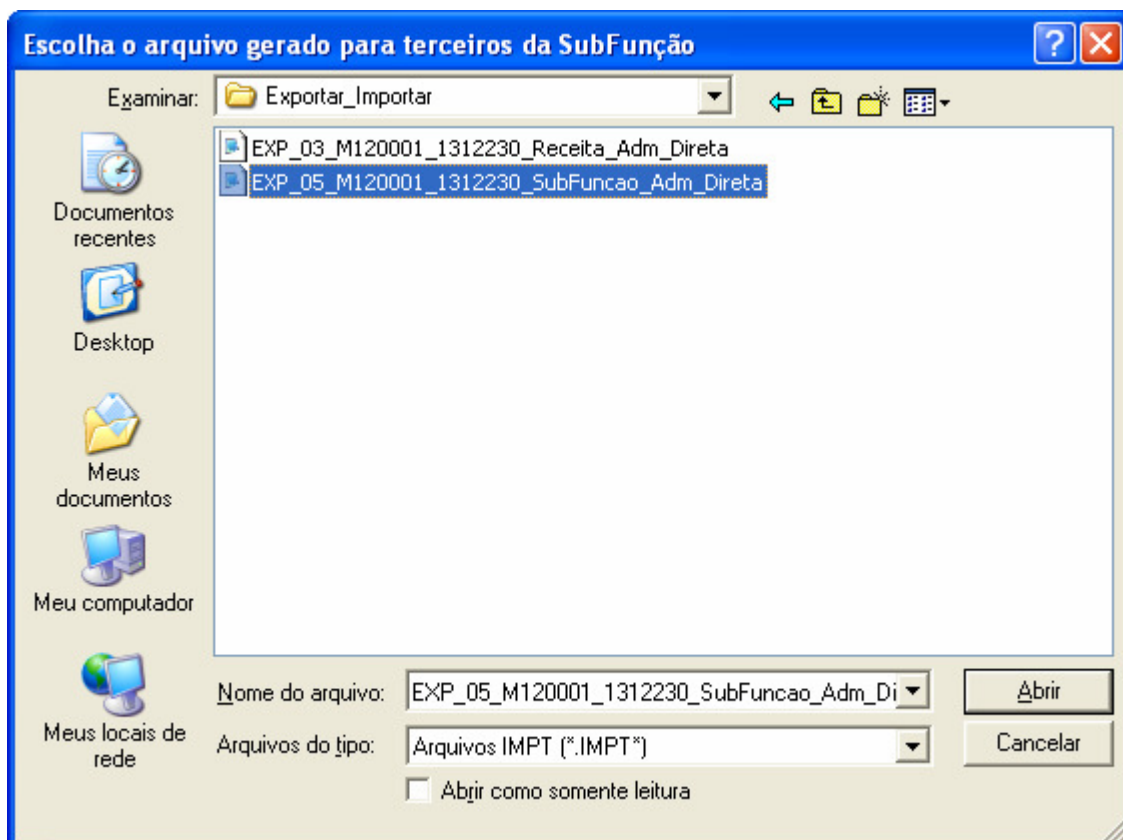 Escolha o arquivo gerado para terceiros da SubFunção
Examinar:
Exportar_Importar
EXP_03_M120001_1312230_Receita_Adm_Direta
EXP_05_M120001_1312230_SubFuncao_Adm_Direta
Documentos
recentes
Desktop
Meus
documentos
Meu computador
Meus locais de
rede
Nome do arquivo:
EXP_05_M120001_1312230_SubFuncao_Adm_Di
Abrir
Arquivos do tipo:
Arquivos IMPT (*.IMPT*)
Cancelar
Abrir como somente leitura